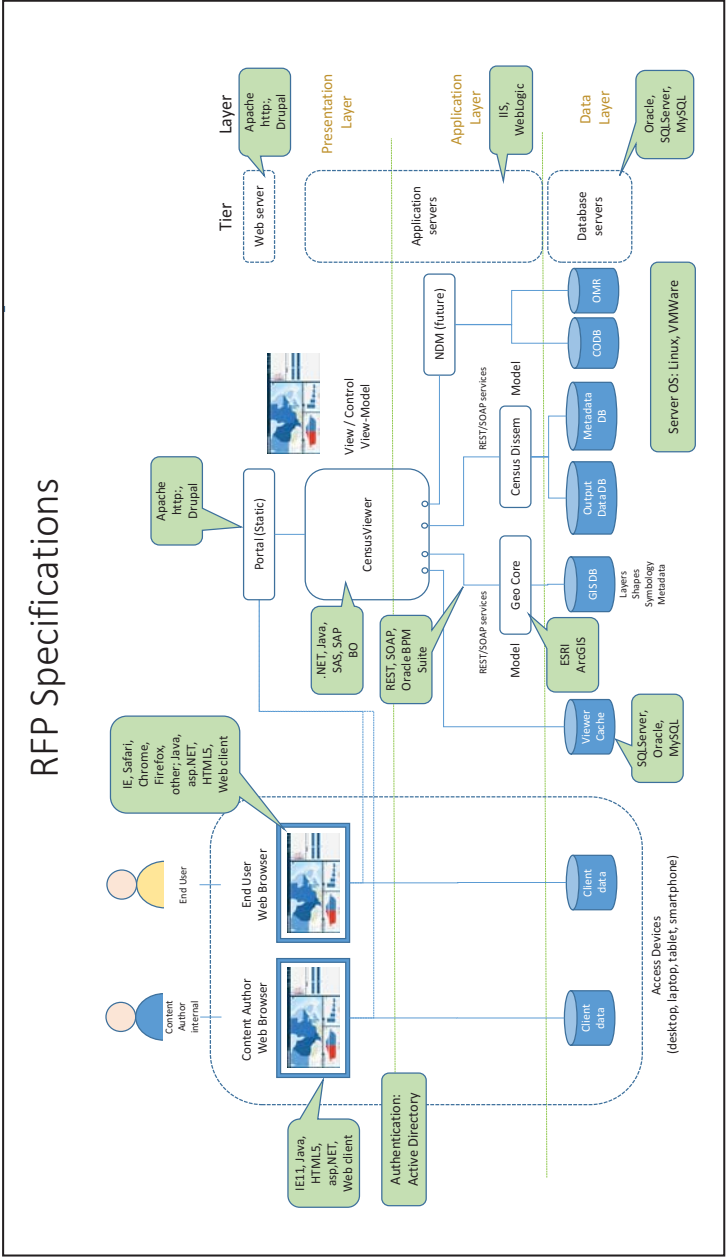 RFP Specifications
Content
Author
internal
End User
IE11, Java,
HTML5,
asp,NET,
Web client
Content Author
Web Browser
End User
Web Browser
IE, Safari,
Chrome,
Firefox,
other; Java,
asp.NET,
HTML5,
Web client
Authentication:
Active Directory
Client
data
Client
data
Access Devices
(desktop, laptop, tablet, smartphone)
Apache
http:,
Drupal
Portal (Static)
.NET, Java,
SAS, SAP
BO
CensusViewer
View / Control
View-Model
REST, SOAP,
Oracle BPM
Suite
REST/SOAP services
REST/SOAP services
Model
Geo Core
Census Dissem
Model
NDM (future)
ESRI
ArcGIS
Viewer
Cache
GIS DB
Output
Data DB
Metadata
DB
CODB
OMR
Layers
Shapes
Symbology
Metadata
SQLServer,
Oracle,
MySQL
Server OS: Linux, VMWare
Tier
Layer
Web server
Apache
http:,
Drupal
Presentation
Layer
Application
servers
Application
Layer
IIS,
WebLogic
Database
servers
Data
Layer
Oracle,
SQLServer,
MySQL